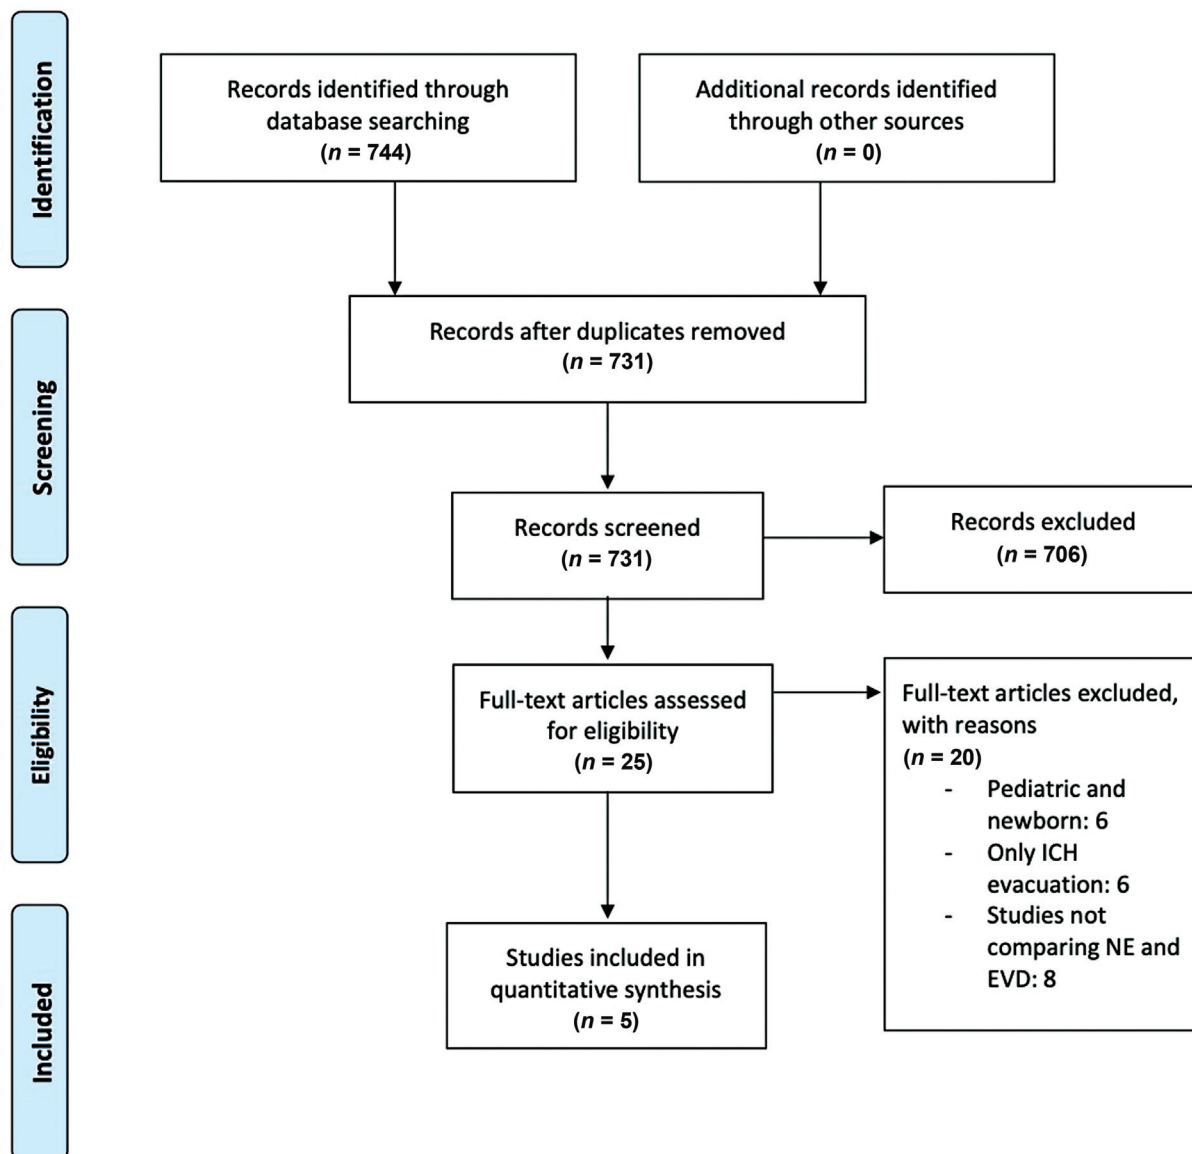 Identification
Records identified through
database searching
(n = 744)
Additional records identified
through other sources
(n = 0)
Screening
Records after duplicates removed
(n = 731)
Records screened
(n = 731)
Records excluded
(n = 706)
Eligibility
Full-text articles assessed
for eligibility
(n = 25)
Full-text articles excluded,
with reasons
(n = 20)
- Pediatric and
newborn: 6
- Only ICH
evacuation: 6
- Studies not
comparing NE and
EVD: 8
Included
Studies included in
quantitative synthesis
(n = 5)